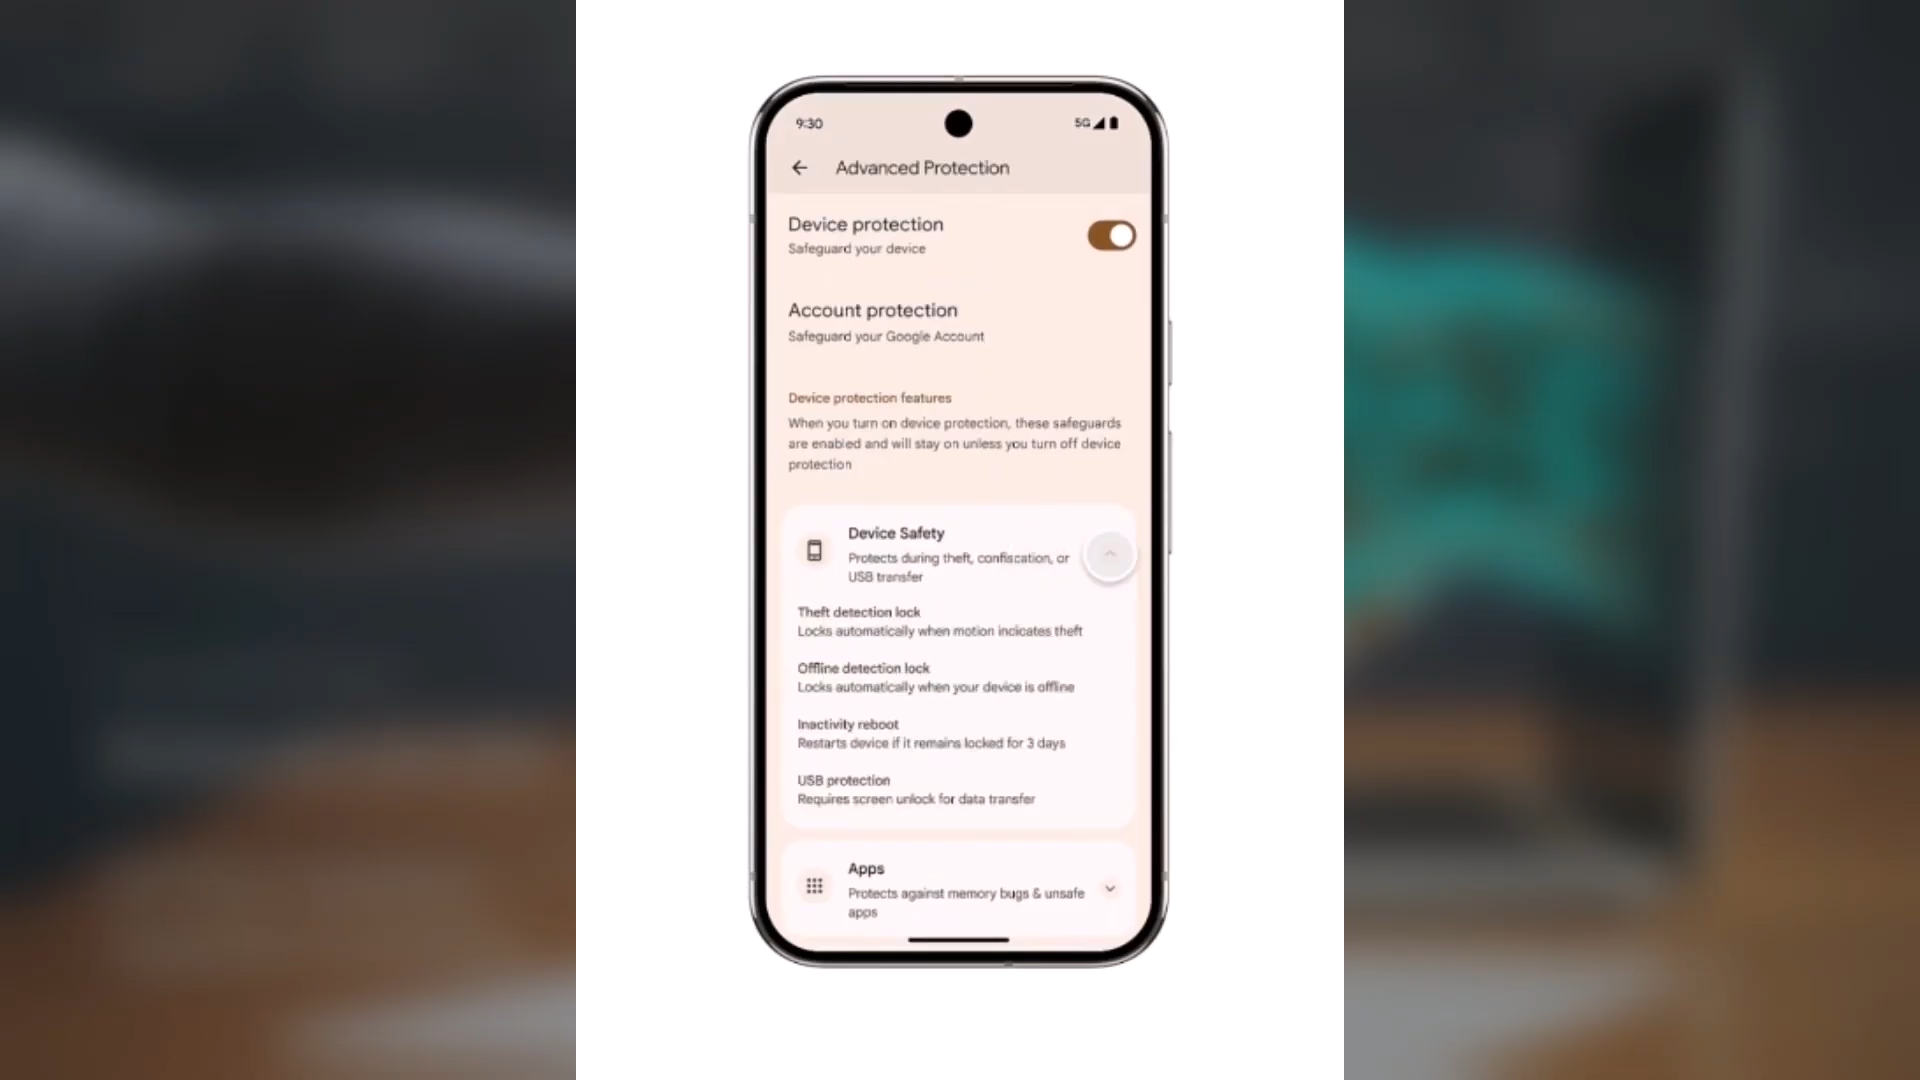 9:30
5G
Advanced Protection
Device protection
Safeguard your device
Account protection
Safeguard your Google Account
Device protection features
When you turn on device protection, these safeguards
are enabled and will stay on unless you turn off device
protection
Device Safety
Protects during theft, confiscation, or
USB transfer
Theft detection lock
Locks automatically when motion indicates theft
Offline detection lock
Locks automatically when your device is offline
Inactivity reboot
Restarts device if it remains locked for 3 days
USB protection
Requires screen unlock for data transfer
Apps
Protects against memory bugs & unsafe
apps